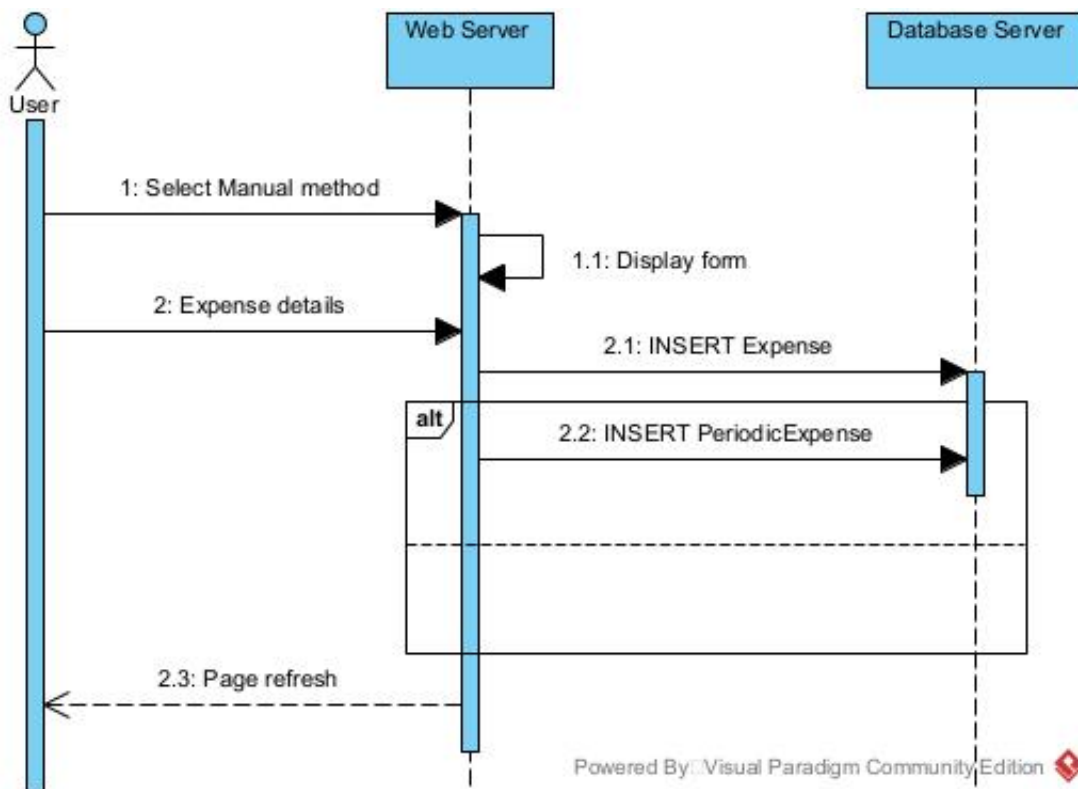 Web Server
Database Server
User
1: Select Manual method
1.1: Display form
2: Expense details
2.1: INSERT Expense
alt
2.2: INSERT PeriodicExpense
2.3: Page refresh
Powered By Visual Paradigm Community Edition